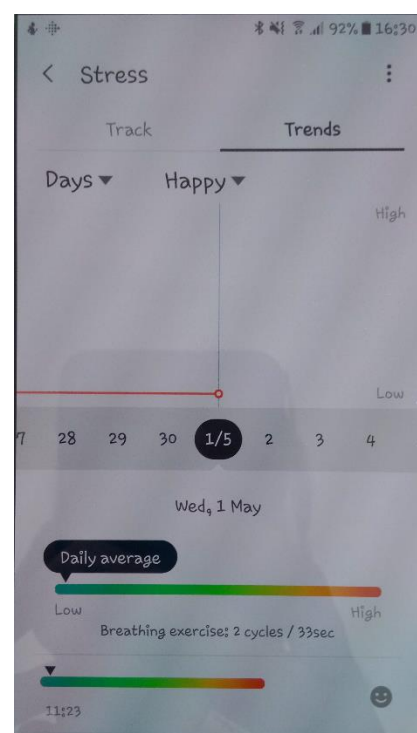 92% 16:30
Stress
Track Trends
Days Happy
High
Low
7 28 29 30 1/5 2 3 4
Wed, 1 May
Daily average
Low High
Breathing exercise: 2 cycles / 33sec
11:23